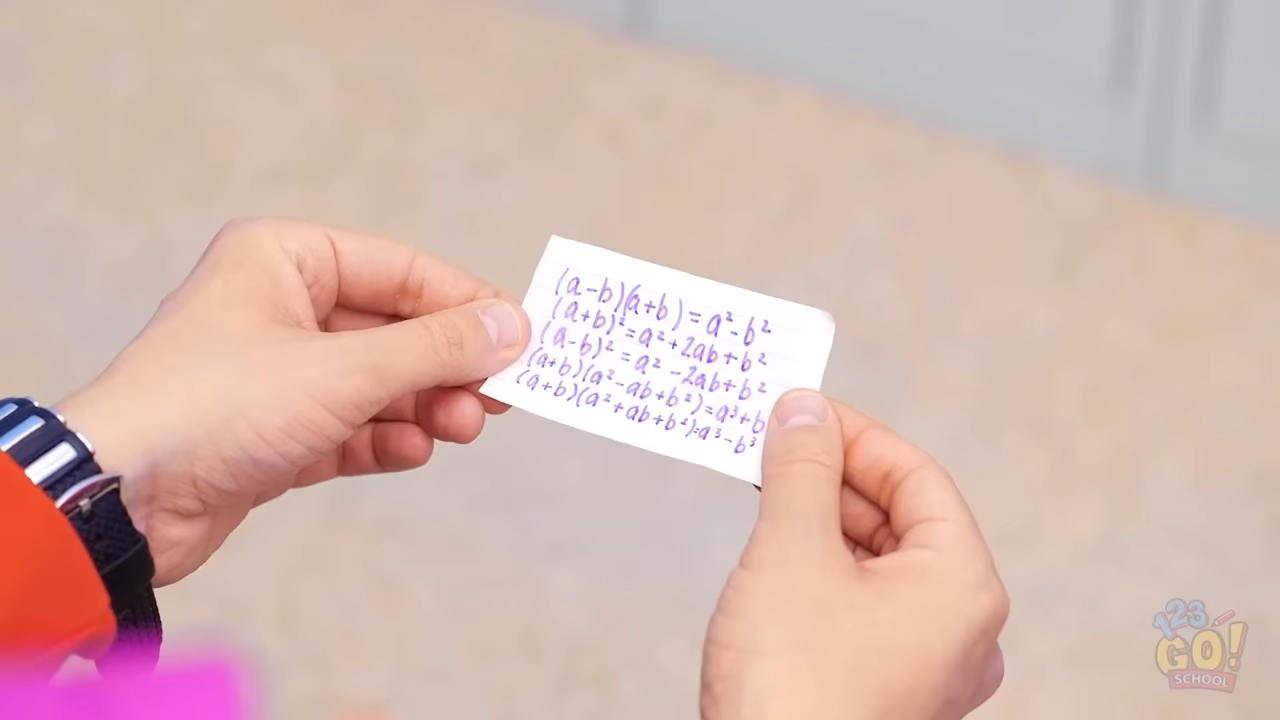 (a-b)(a+b) = a²-b²
(a+b)² = a²+2ab+b²
(a-b)² = a²-2ab+b²
(a+b)(a²-ab+b²)=a³+b
(a+b)(a²+ab+b²)=a³-b³
123
GO!
SCHOOL